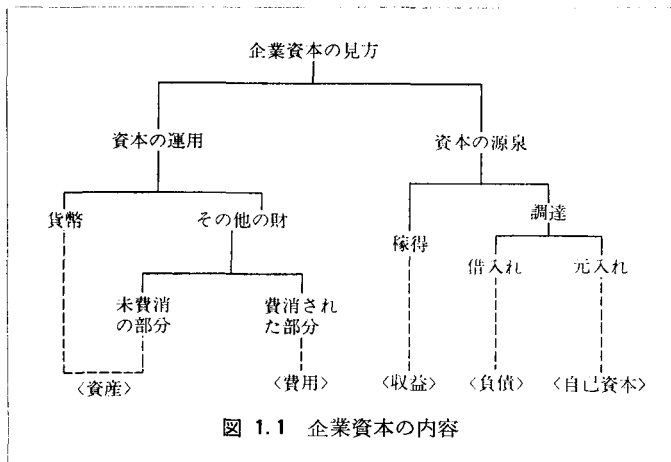 企業資本の見方
資本の運用
資本の源泉
貨幣
その他の財
稼得
調達
借入れ
元入れ
未費消
の部分
費消され
た部分
〈資産〉
〈費用〉
〈収益〉
〈負債〉
〈自己資本〉
図 1.1 企業資本の内容